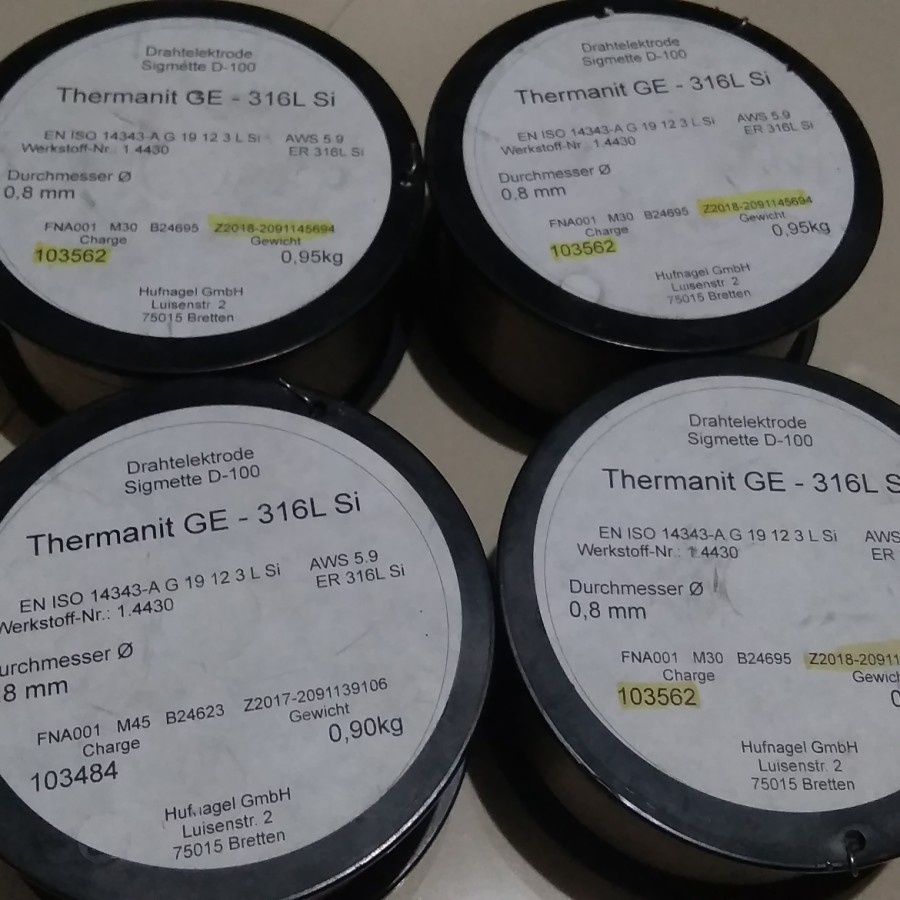 Drahtelektrode
Sigmette D-100
Thermanit GE - 316L Si
EN ISO 14343-A G 19 12 3 L Si AWS 5.9
Werkstoff-Nr.: 1.4430 ER 316L Si
Durchmesser Ø
0,8 mm
FNA001 M30 B24695 Z2018-2091145694
Charge Gewicht
103562 0,95kg
Hufnagel GmbH
Luisenstr. 2
75015 Bretten
Drahtelektrode
Sigmette D-100
Thermanit GE - 316L Si
EN ISO 14343-A G 19 12 3 L Si AWS 5.9
Werkstoff-Nr.: 1.4430 ER 316L Si
Durchmesser Ø
0,8 mm
FNA001 M30 B24695 Z2018-2091145694
Charge Gewicht
103562 0,95kg
Hufnagel GmbH
Luisenstr. 2
75015 Bretten
Drahtelektrode
Sigmette D-100
Thermanit GE - 316L Si
EN ISO 14343-A G 19 12 3 L Si AWS 5.9
Werkstoff-Nr.: 1.4430 ER 316L Si
urchmesser Ø
8 mm
FNA001 M45 B24623 Z2017-2091139106
Charge Gewicht
103484 0,90kg
Hufnagel GmbH
Luisenstr. 2
75015 Bretten
Drahtelektrode
Sigmette D-100
Thermanit GE - 316L S
EN ISO 14343-A G 19 12 3 L Si AWS
Werkstoff-Nr.: 1.4430 ER
Durchmesser Ø
0,8 mm
FNA001 M30 B24695 Z2018-20911
Charge Gewic
103562 0
Hufnagel GmbH
Luisenstr. 2
75015 Bretten